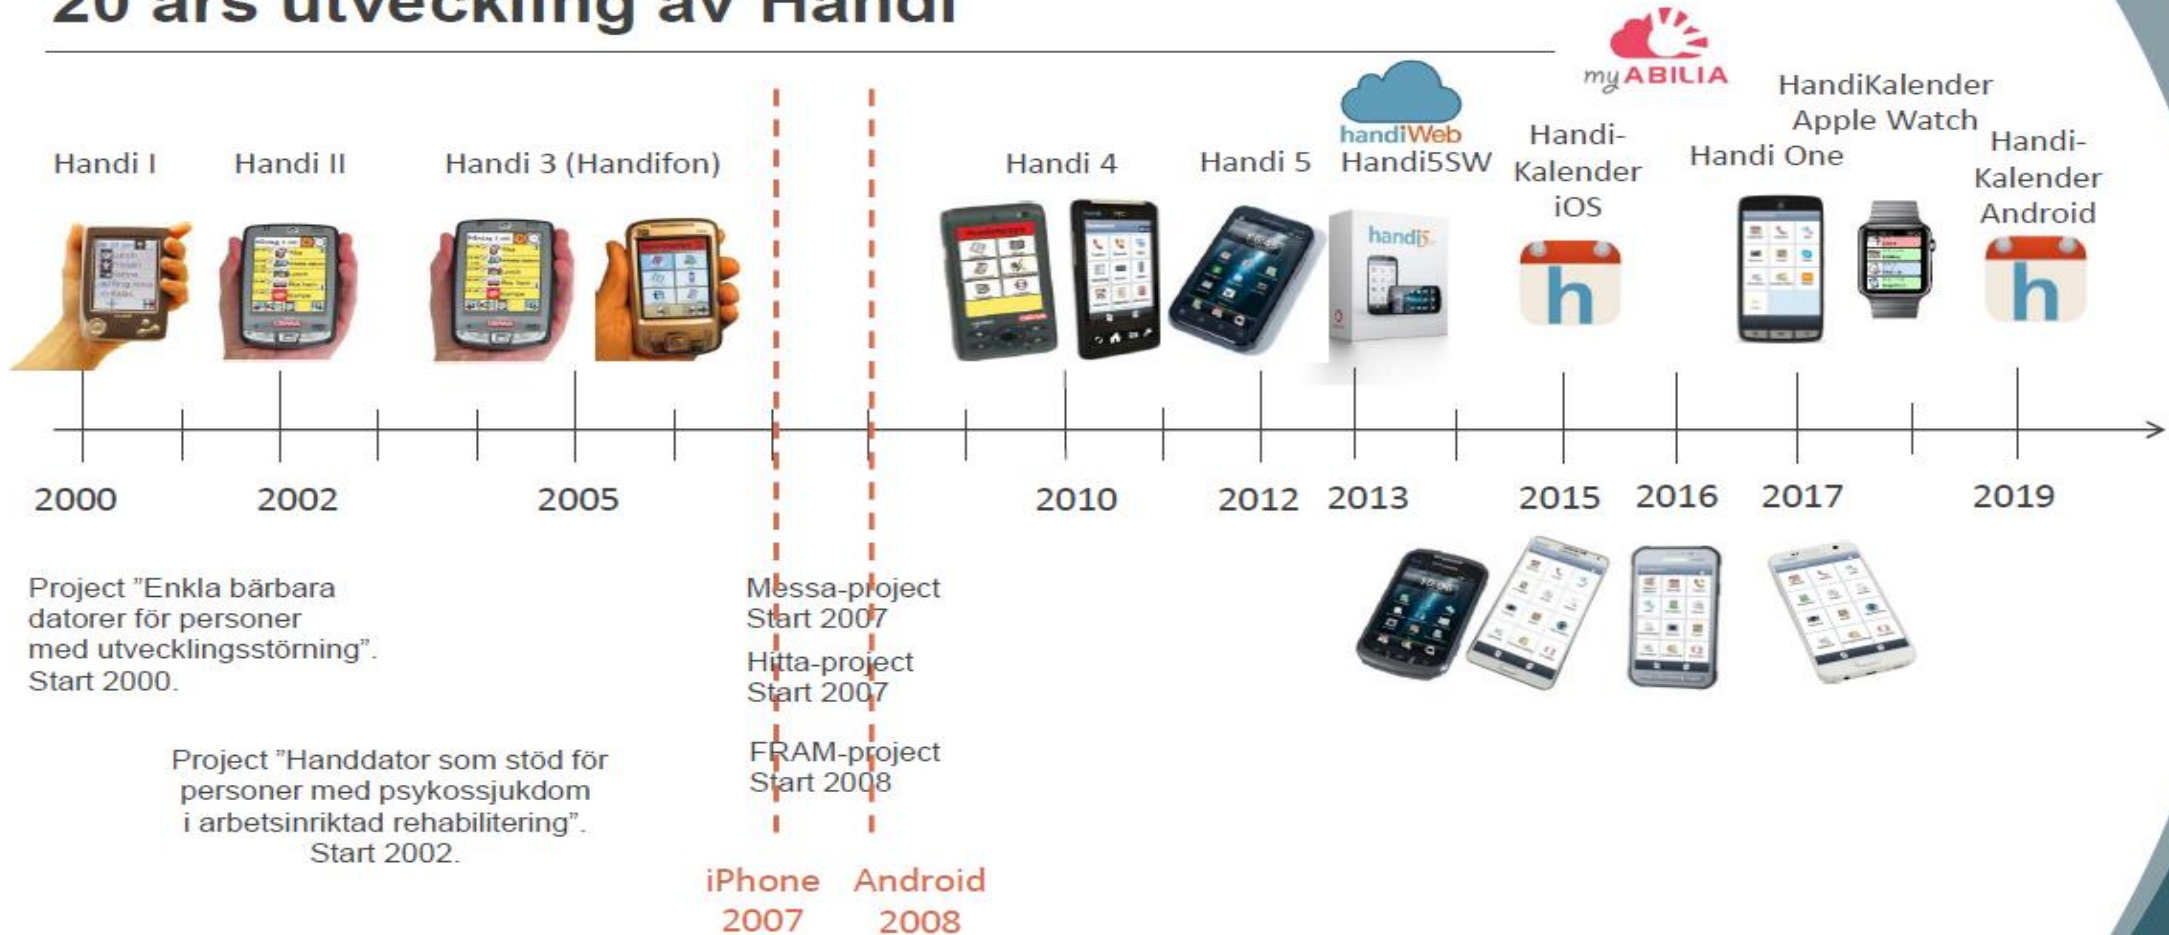 20 års utveckling av Handi
my ABILIA
handiWeb
Handi I
Handi II
Handi 3 (Handifon)
Handi 4
Handi 5
Handi5SW
Handi-
Kalender
iOS
Handi One
HandiKalender
Apple Watch
Handi-
Kalender
Android
handi5
h
h
2000
2002
2005
2010
2012
2013
2015
2016
2017
2019
Project ”Enkla bärbara
datorer för personer
med utvecklingsstörning”.
Start 2000.
Project ”Handdator som stöd för
personer med psykossjukdom
i arbetsinriktad rehabilitering”.
Start 2002.
Messa-project
Start 2007
Hitta-project
Start 2007
FRAM-project
Start 2008
iPhone
2007
Android
2008